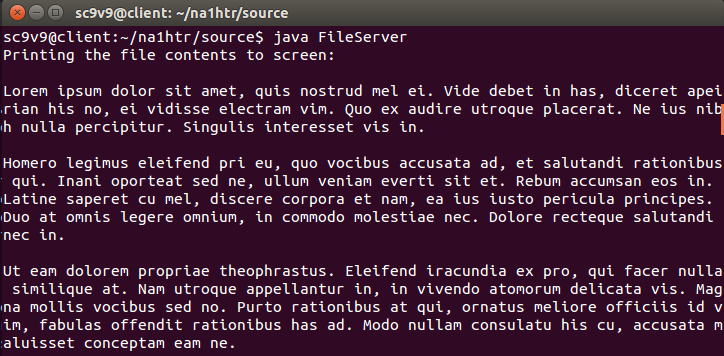 sc9v9@client: ~/na1htr/source
sc9v9@client:~/na1htr/source$ java FileServer
Printing the file contents to screen:
Lorem ipsum dolor sit amet, quis nostrud mel ei. Vide debet in has, diceret apei
rian his no, ei vidisse electram vim. Quo ex audire utroque placerat. Ne ius nib
h nulla percipitur. Singulis interesset vis in.
Homero legimus eleifend pri eu, quo vocibus accusata ad, et salutandi rationibus
qui. Inani oporteat sed ne, ullum veniam everti sit et. Rebum accumsan eos in.
Latine saperet cu mel, discere corpora et nam, ea ius iusto pericula principes.
Duo at omnis legere omnium, in commodo molestiae nec. Dolore recteque salutandi
nec in.
Ut eam dolorem propriae theophrastus. Eleifend iracundia ex pro, qui facer nulla
similique at. Nam utroque appellantur in, in vivendo atomorum delicata vis. Mag
na mollis vocibus sed no. Purto rationibus at qui, ornatus meliore officiis id v
im, fabulas offendit rationibus has ad. Modo nullam consulatu his cu, accusata m
aluisset conceptam eam ne.